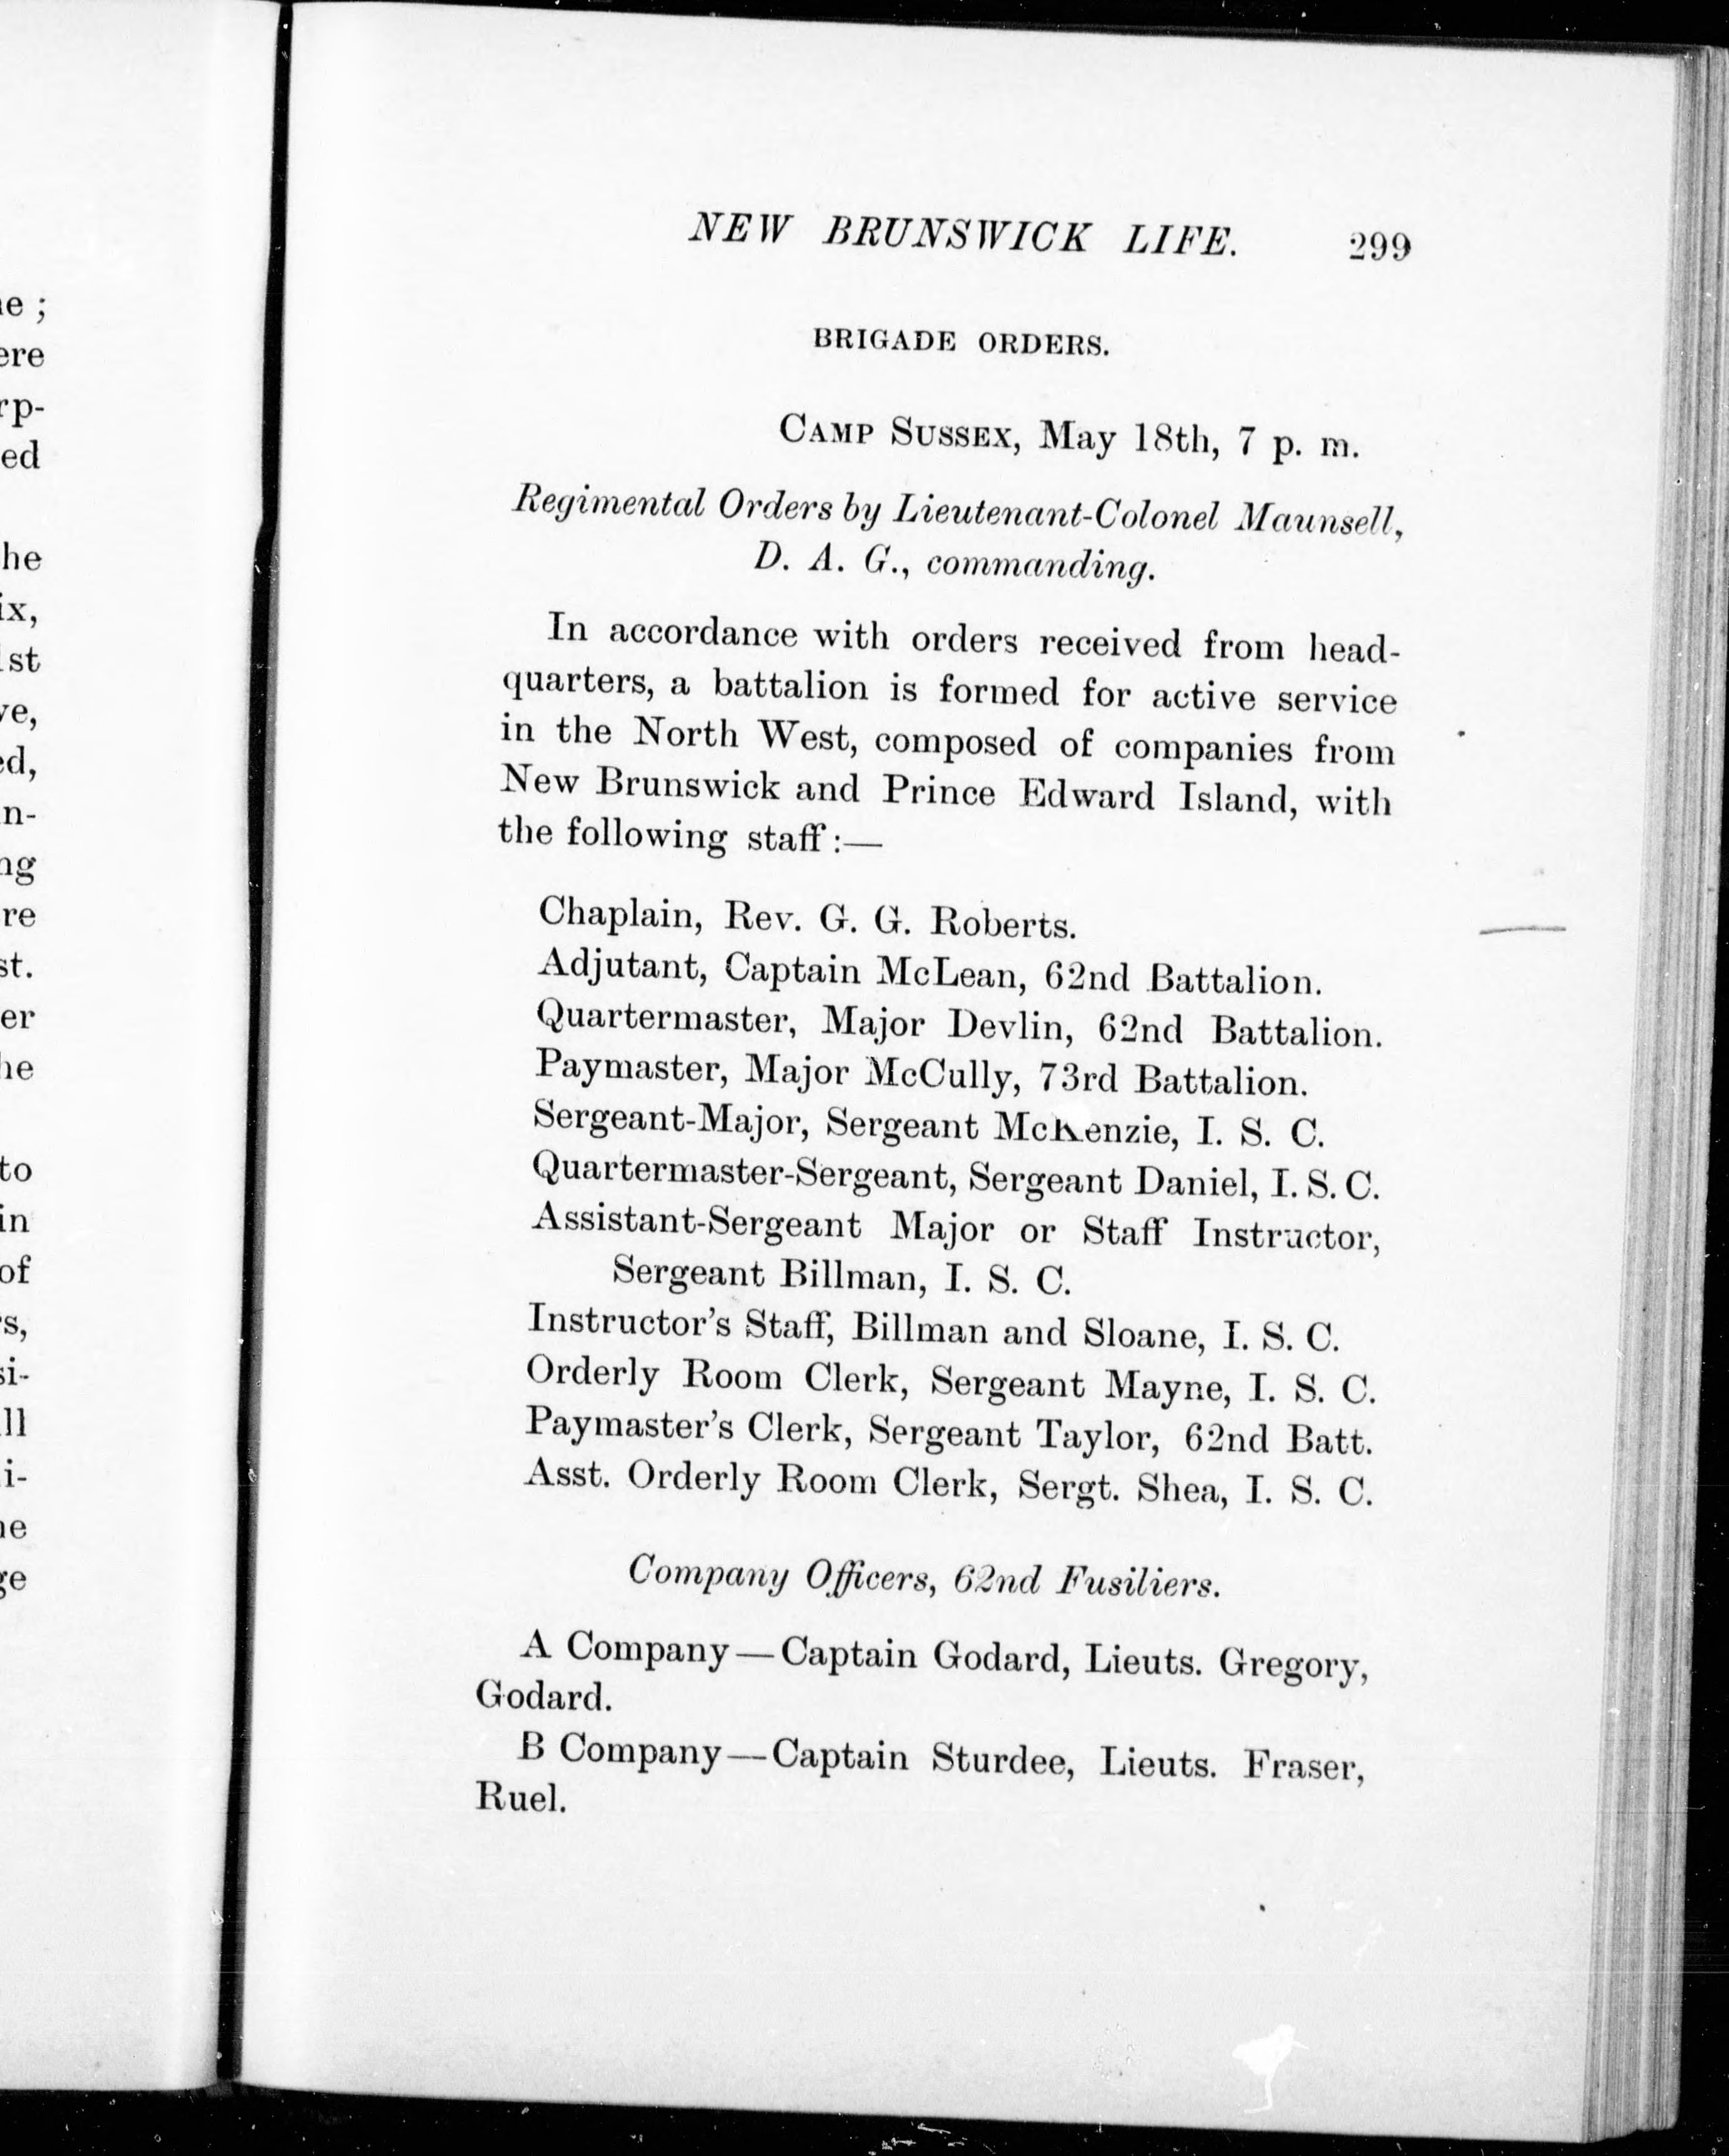 NEW BRUNSWICK LIFE. 299
BRIGADE ORDERS.
CAMP SUSSEX, May 18th, 7 p. m.
Regimental Orders by Lieutenant-Colonel Maunsell,
D. A. G., commanding.
In accordance with orders received from head-
quarters, a battalion is formed for active service
in the North West, composed of companies from
New Brunswick and Prince Edward Island, with
the following staff:—
Chaplain, Rev. G. G. Roberts.
Adjutant, Captain McLean, 62nd Battalion.
Quartermaster, Major Devlin, 62nd Battalion.
Paymaster, Major McCully, 73rd Battalion.
Sergeant-Major, Sergeant McKenzie, I. S. C.
Quartermaster-Sergeant, Sergeant Daniel, I. S. C.
Assistant-Sergeant Major or Staff Instructor,
Sergeant Billman, I. S. C.
Instructor's Staff, Billman and Sloane, I. S. C.
Orderly Room Clerk, Sergeant Mayne, I. S. C.
Paymaster's Clerk, Sergeant Taylor, 62nd Batt.
Asst. Orderly Room Clerk, Sergt. Shea, I. S. C.
Company Officers, 62nd Fusiliers.
A Company—Captain Godard, Lieuts. Gregory,
Godard.
B Company—Captain Sturdee, Lieuts. Fraser,
Ruel.